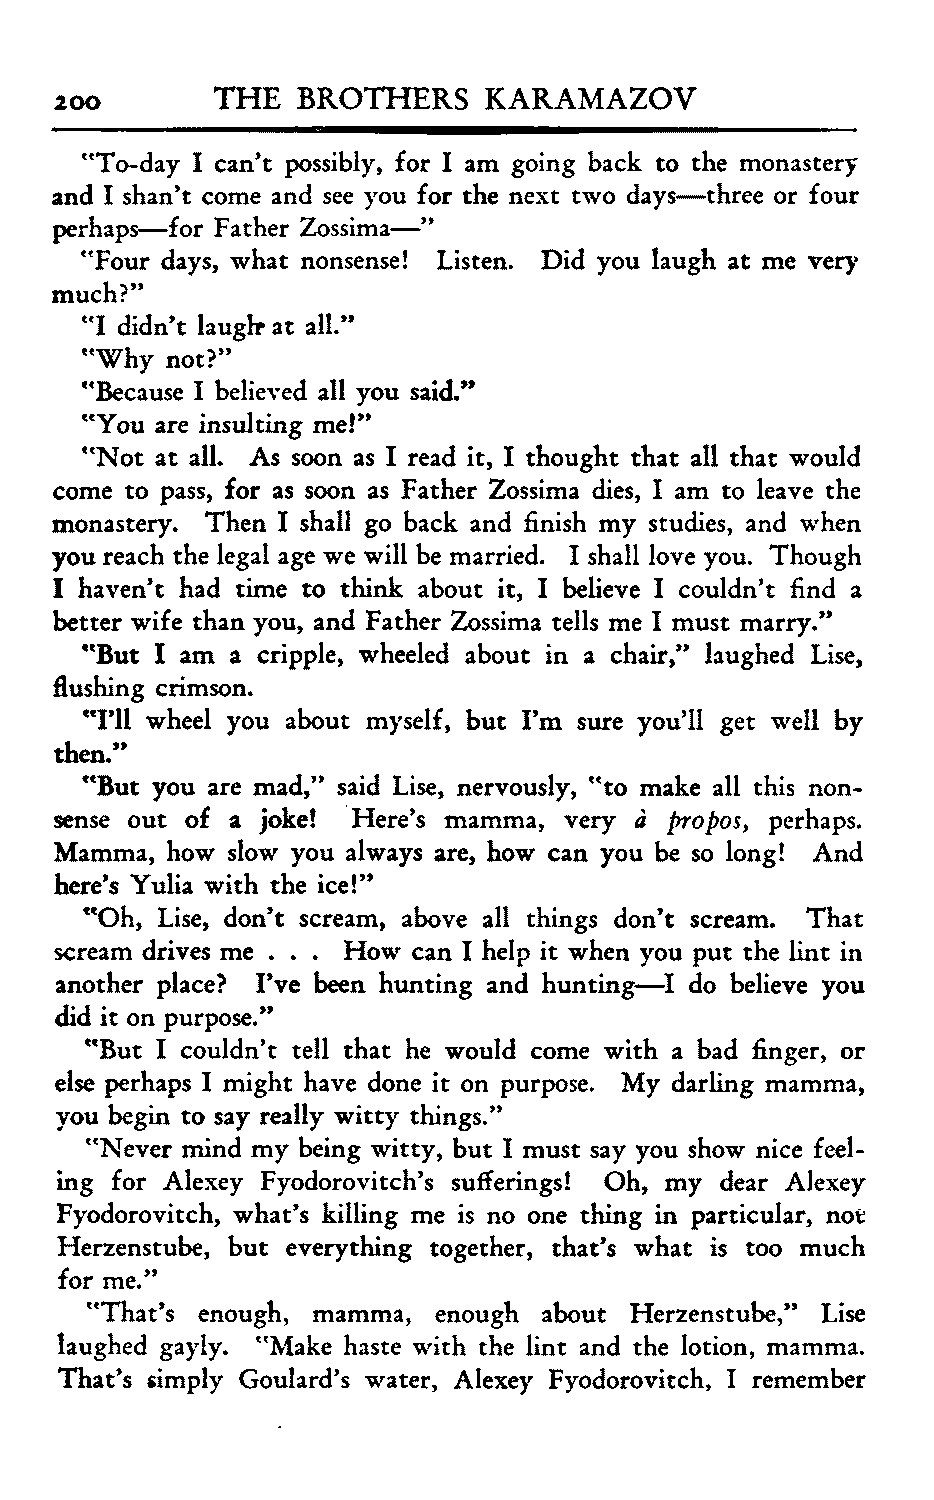 200 THE BROTHERS KARAMAZOV
"To-day I can't possibly, for I am going back to the monastery
and I shan't come and see you for the next two days—three or four
perhaps—for Father Zossima—"
"Four days, what nonsense! Listen. Did you laugh at me very
much?"
"I didn't laugh at all."
"Why not?"
"Because I believed all you said."
"You are insulting me!"
"Not at all. As soon as I read it, I thought that all that would
come to pass, for as soon as Father Zossima dies, I am to leave the
monastery. Then I shall go back and finish my studies, and when
you reach the legal age we will be married. I shall love you. Though
I haven't had time to think about it, I believe I couldn't find a
better wife than you, and Father Zossima tells me I must marry."
"But I am a cripple, wheeled about in a chair," laughed Lise,
flushing crimson.
"I'll wheel you about myself, but I'm sure you'll get well by
then."
"But you are mad," said Lise, nervously, "to make all this non-
sense out of a joke! Here's mamma, very à propos, perhaps.
Mamma, how slow you always are, how can you be so long! And
here's Yulia with the ice!"
"Oh, Lise, don't scream, above all things don't scream. That
scream drives me . . . How can I help it when you put the lint in
another place? I've been hunting and hunting—I do believe you
did it on purpose."
"But I couldn't tell that he would come with a bad finger, or
else perhaps I might have done it on purpose. My darling mamma,
you begin to say really witty things."
"Never mind my being witty, but I must say you show nice feel-
ing for Alexey Fyodorovitch's sufferings! Oh, my dear Alexey
Fyodorovitch, what's killing me is no one thing in particular, not
Herzenstube, but everything together, that's what is too much
for me."
"That's enough, mamma, enough about Herzenstube," Lise
laughed gayly. "Make haste with the lint and the lotion, mamma.
That's simply Goulard's water, Alexey Fyodorovitch, I remember